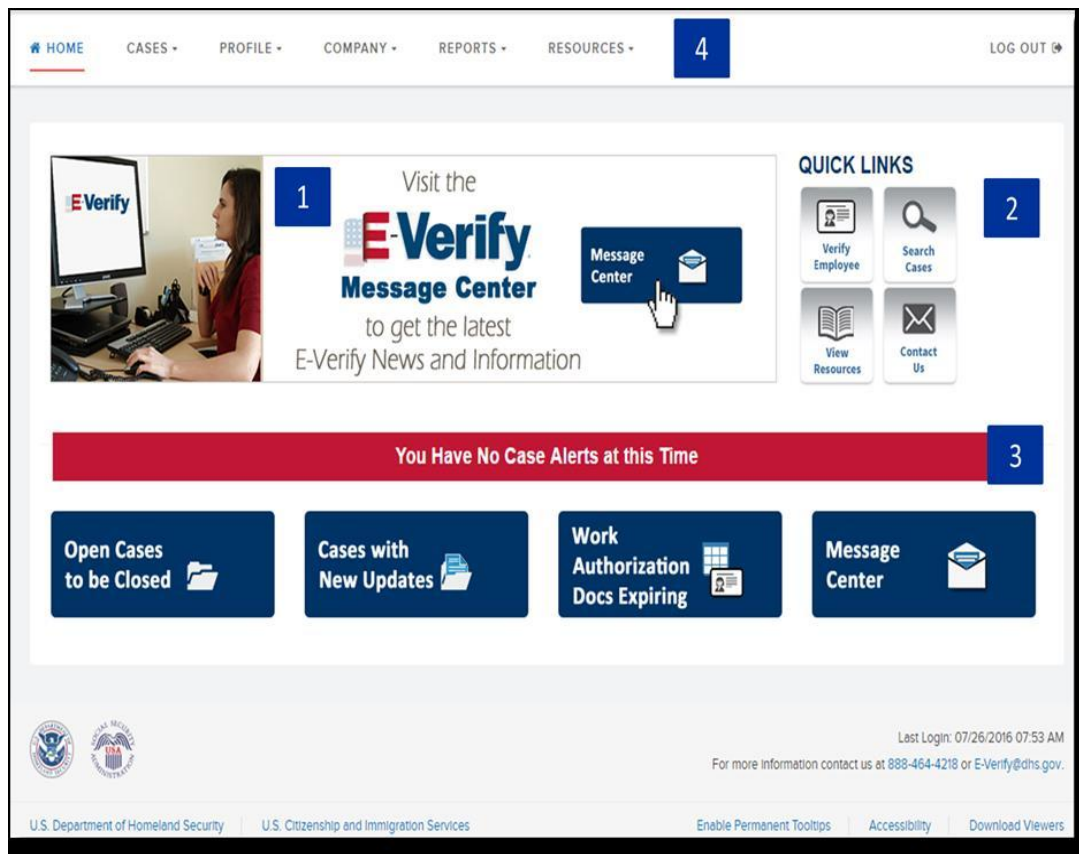 HOME CASES PROFILE COMPANY REPORTS RESOURCES 4 LOG OUT
E-Verify
1
Visit the
E-Verify
Message Center
to get the latest
E-Verify News and Information
Message
Center
QUICK LINKS
2
Verify
Employee
Search
Cases
View
Resources
Contact
Us
You Have No Case Alerts at this Time
3
Open Cases
to be Closed
Cases with
New Updates
Work
Authorization
Docs Expiring
Message
Center
Last Login: 07/26/2016 07:53 AM
For more information contact us at 888-464-4218 or E-Verify@dhs.gov.
U.S. Department of Homeland Security U.S. Citizenship and Immigration Services Enable Permanent Tooltips Accessibility Download Viewers